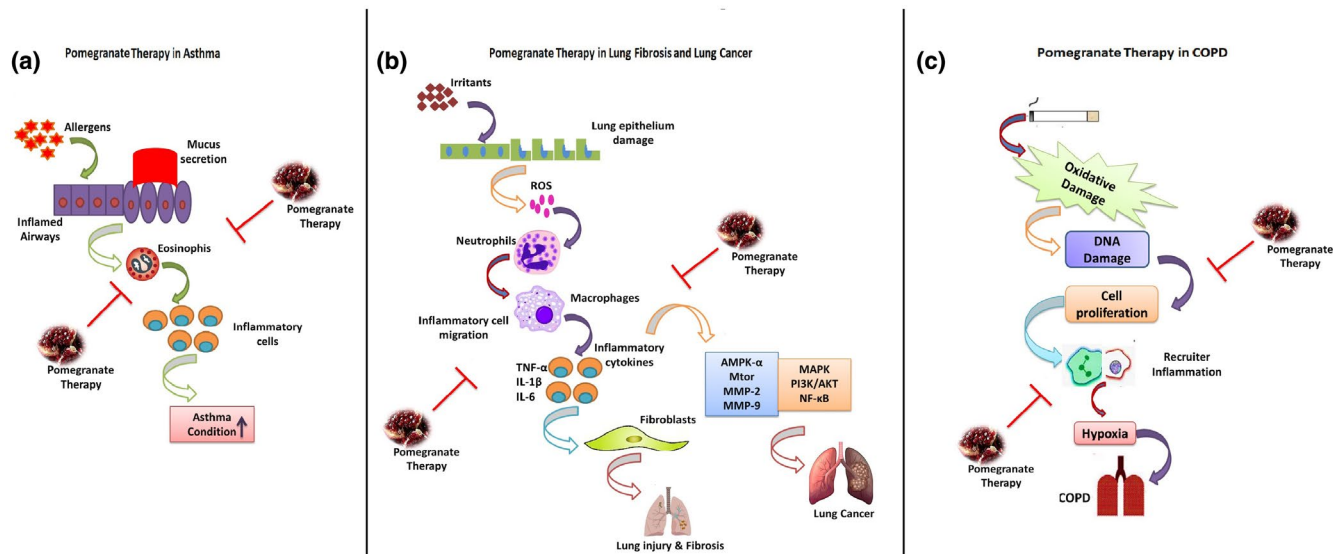 (a)
Pomegranate Therapy in Asthma
Allergens
Mucus
secretion
Inflamed
Airways
Pomegranate
Therapy
Eosinophis
Pomegranate
Therapy
Inflammatory
cells
Asthma
Condition
(b)
Pomegranate Therapy in Lung Fibrosis and Lung Cancer
Irritants
Lung epithelium
damage
ROS
Neutrophils
Pomegranate
Therapy
Macrophages
Inflammatory cell
migration
Inflammatory
cytokines
TNF-α
IL-1β
IL-6
AMPK-α
Mtor
MMP-2
MMP-9
MAPK
PI3K/AKT
NF-κB
Pomegranate
Therapy
Fibroblasts
Lung injury & Fibrosis
Lung Cancer
(c)
Pomegranate Therapy in COPD
Oxidative
Damage
DNA
Damage
Pomegranate
Therapy
Cell
proliferation
Recruiter
Inflammation
Pomegranate
Therapy
Hypoxia
COPD